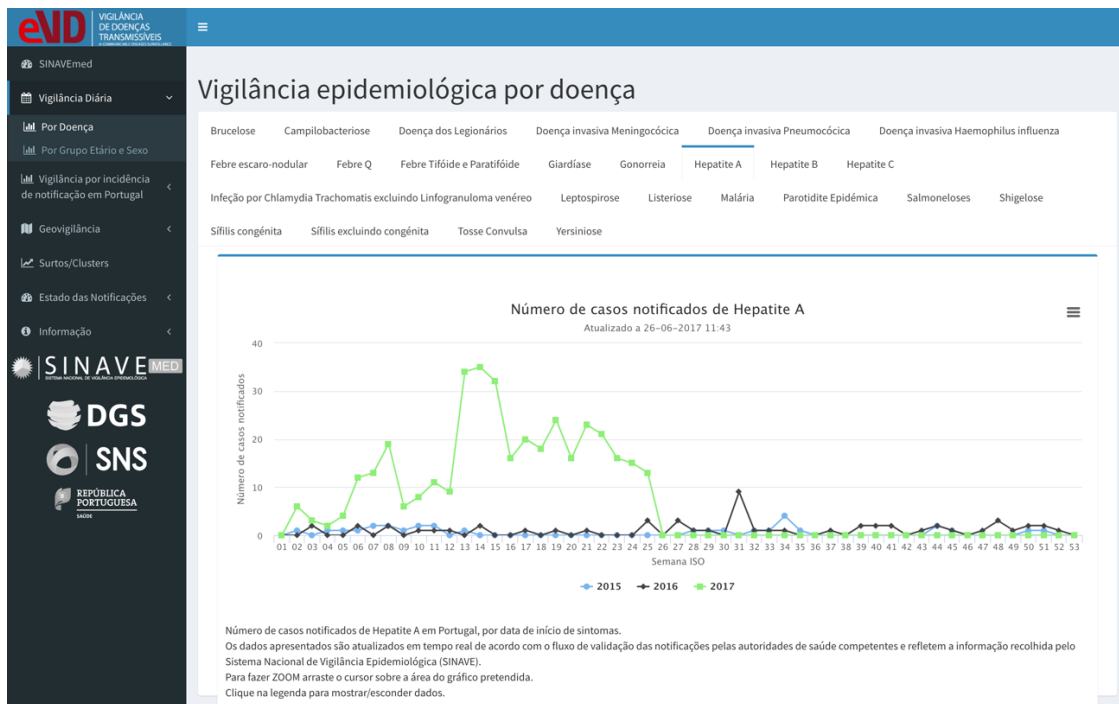 eVD
VIGILÂNCIA
DE DOENÇAS
TRANSMISSÍVEIS
SINAVEmed
Vigilância Diária
Por Doença
Por Grupo Etário e Sexo
Vigilância por incidência
de notificação em Portugal
Geovigilância
Surtos/Clusters
Estado das Notificações
Informação
SINAVE MED
SISTEMA NACIONAL DE VIGILÂNCIA EPIDEMIOLÓGICA
DGS
SNS
REPÚBLICA
PORTUGUESA
SAÚDE
Vigilância epidemiológica por doença
Brucelose Campilobacteriose Doença dos Legionários Doença invasiva Meningocócica Doença invasiva Pneumocócica Doença invasiva Haemophilus influenza
Febre escaro-nodular Febre Q Febre Tifóide e Paratifóide Giardíase Gonorreia Hepatite A Hepatite B Hepatite C
Infeção por Chlamydia Trachomatis excluindo Linfogranuloma venéreo Leptospirose Listeriose Malária Parotidite Epidémica Salmoneloses Shigelose
Sífilis congénita Sífilis excluindo congénita Tosse Convulsa Yersiniose
Número de casos notificados de Hepatite A
Atualizado a 26-06-2017 11:43
Número de casos notificados
40
30
20
10
0
01 02 03 04 05 06 07 08 09 10 11 12 13 14 15 16 17 18 19 20 21 22 23 24 25 26 27 28 29 30 31 32 33 34 35 36 37 38 39 40 41 42 43 44 45 46 47 48 49 50 51 52 53
Semana ISO
2015 2016 2017
Número de casos notificados de Hepatite A em Portugal, por data de início de sintomas.
Os dados apresentados são atualizados em tempo real de acordo com o fluxo de validação das notificações pelas autoridades de saúde competentes e refletem a informação recolhida pelo
Sistema Nacional de Vigilância Epidemiológica (SINAVE).
Para fazer ZOOM arraste o cursor sobre a área do gráfico pretendida.
Clique na legenda para mostrar/esconder dados.